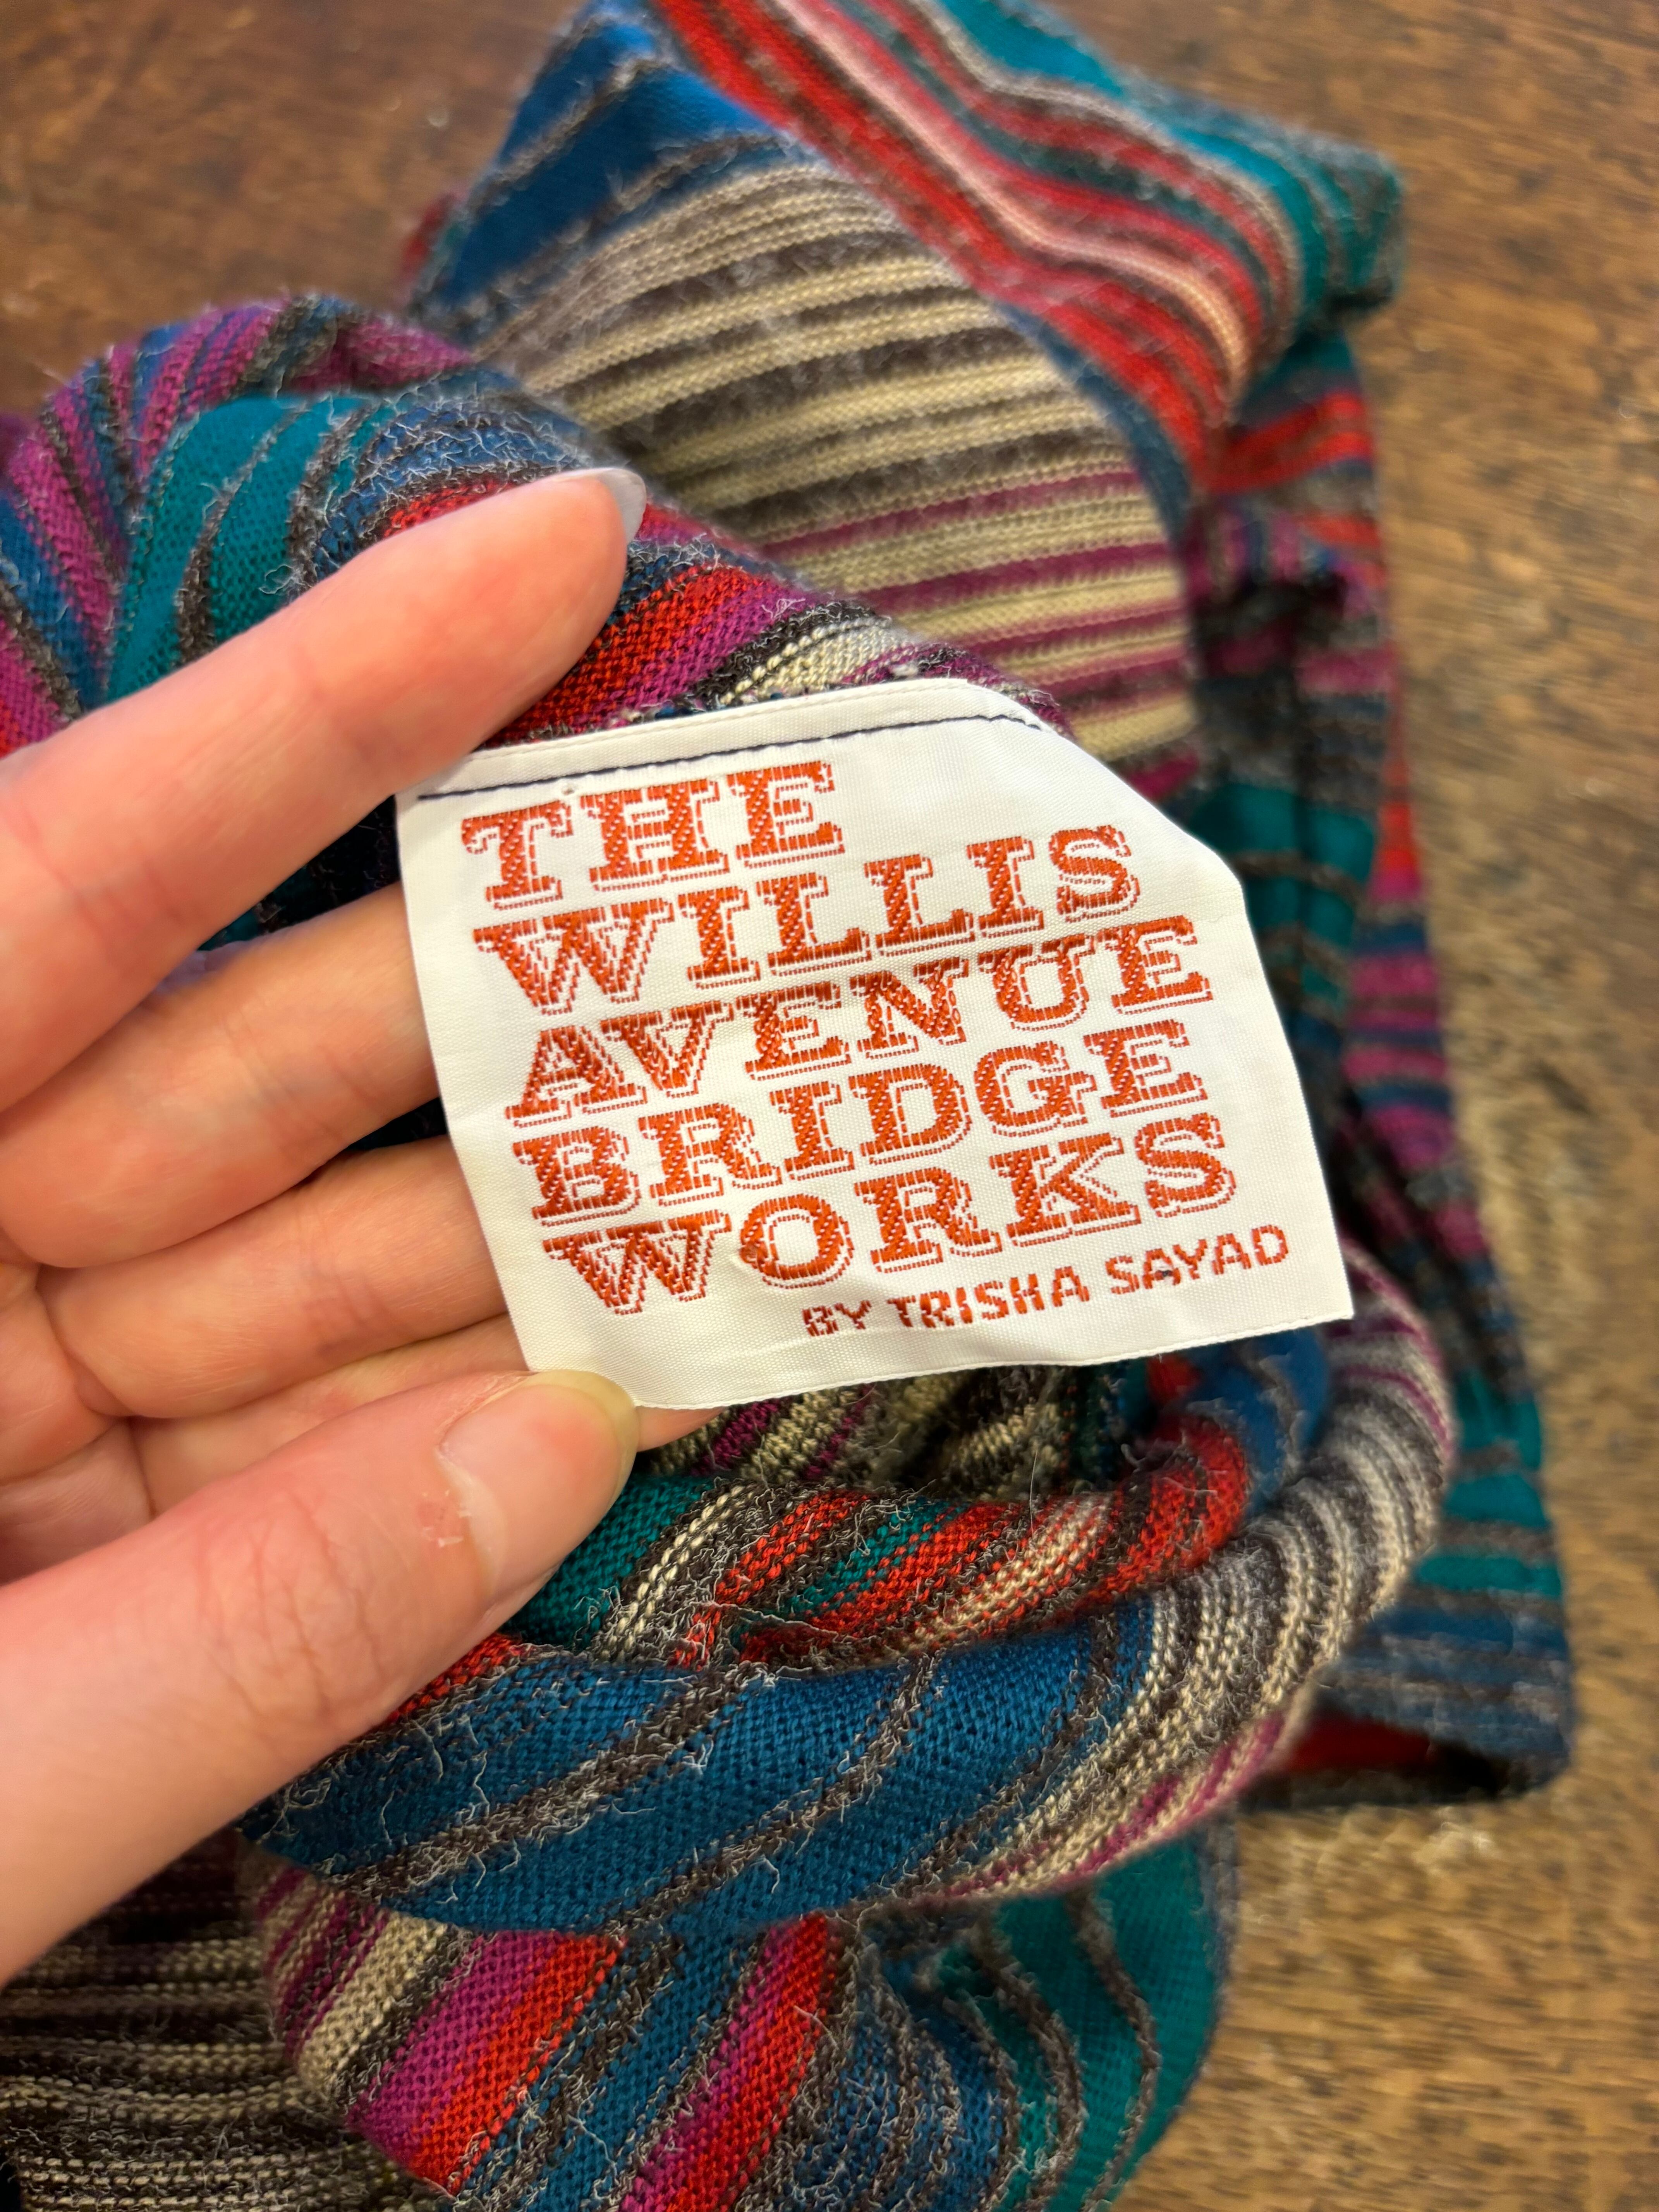 THE
WILLIS
AVENUE
BRIDGE
WORKS
BY TRISHA SAYAD